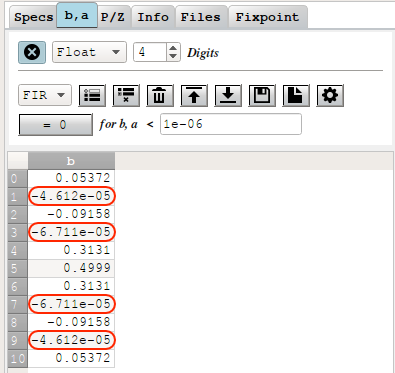 Specs b,a P/Z Info Files Fixpoint
Float 4 Digits
FIR
= 0 for b, a < 1e-06
b
0 0.05372
1 -4.612e-05
2 -0.09158
3 -6.711e-05
4 0.3131
5 0.4999
6 0.3131
7 -6.711e-05
8 -0.09158
9 -4.612e-05
10 0.05372